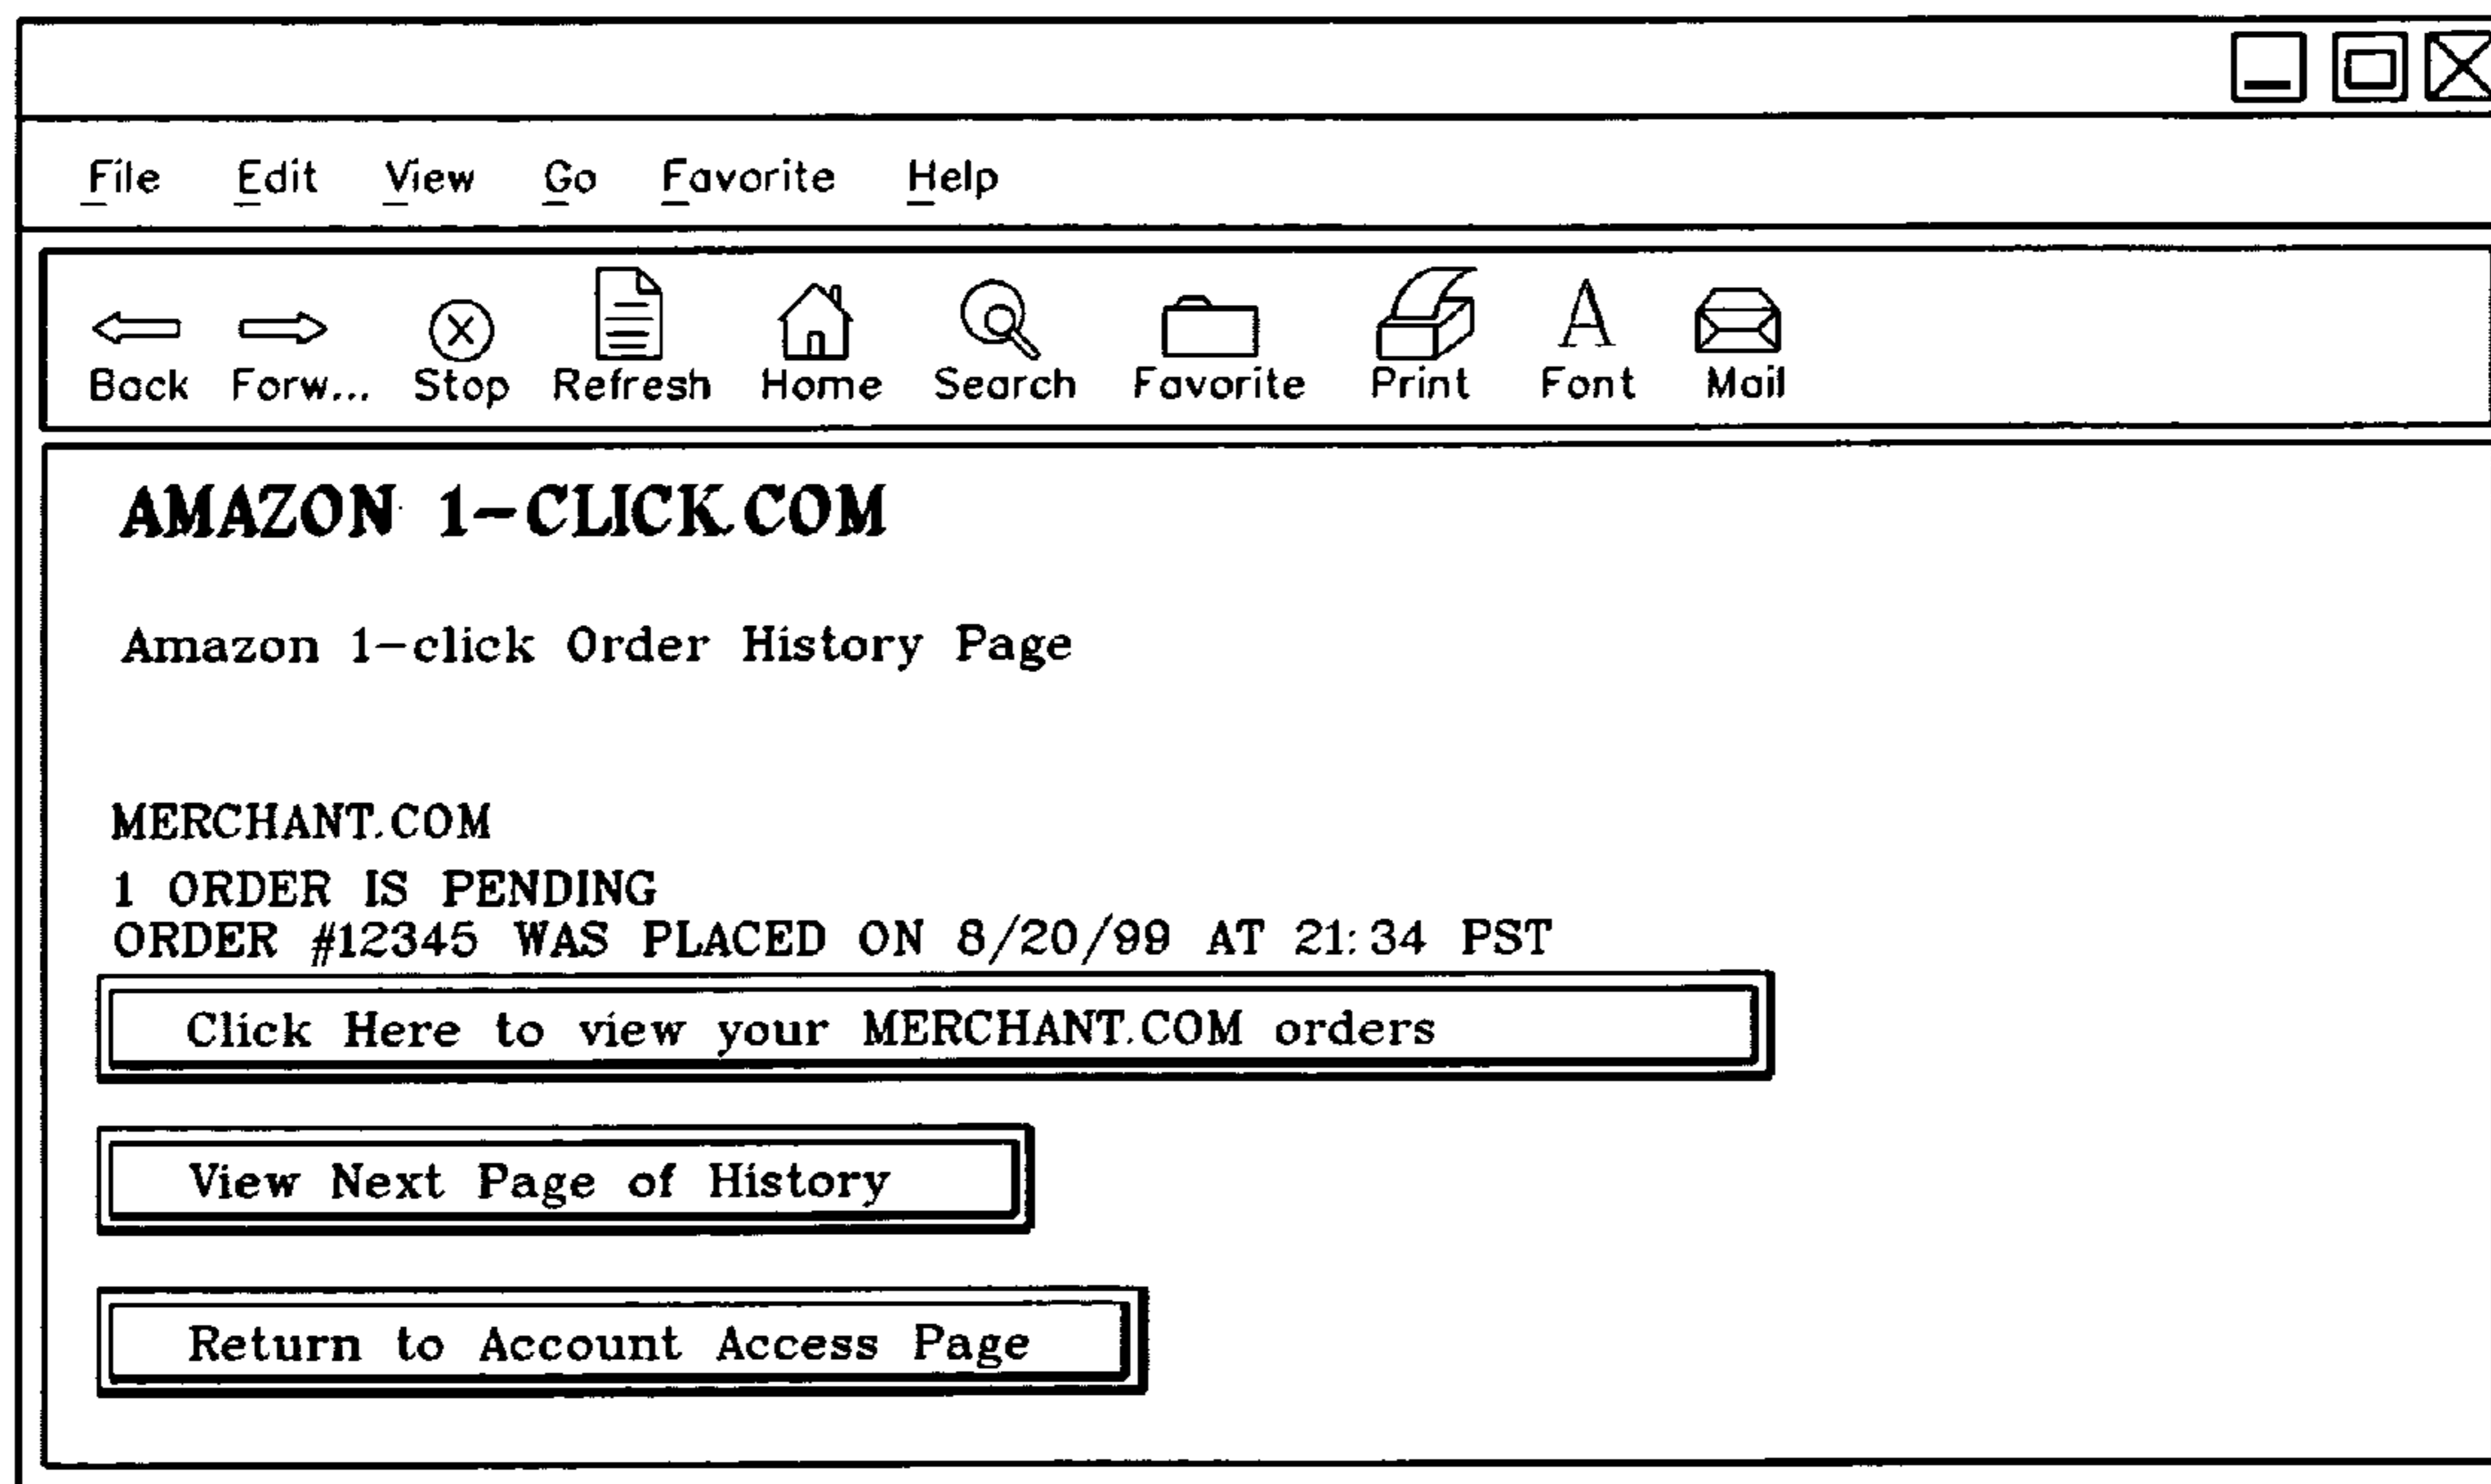 File Edit View Go Favorite Help
Back Forw... Stop Refresh Home Search Favorite Print Font Mail
AMAZON 1-CLICK.COM
Amazon 1-click Order History Page
MERCHANT.COM
1 ORDER IS PENDING
ORDER #12345 WAS PLACED ON 8/20/99 AT 21:34 PST
Click Here to view your MERCHANT.COM orders
View Next Page of History
Return to Account Access Page